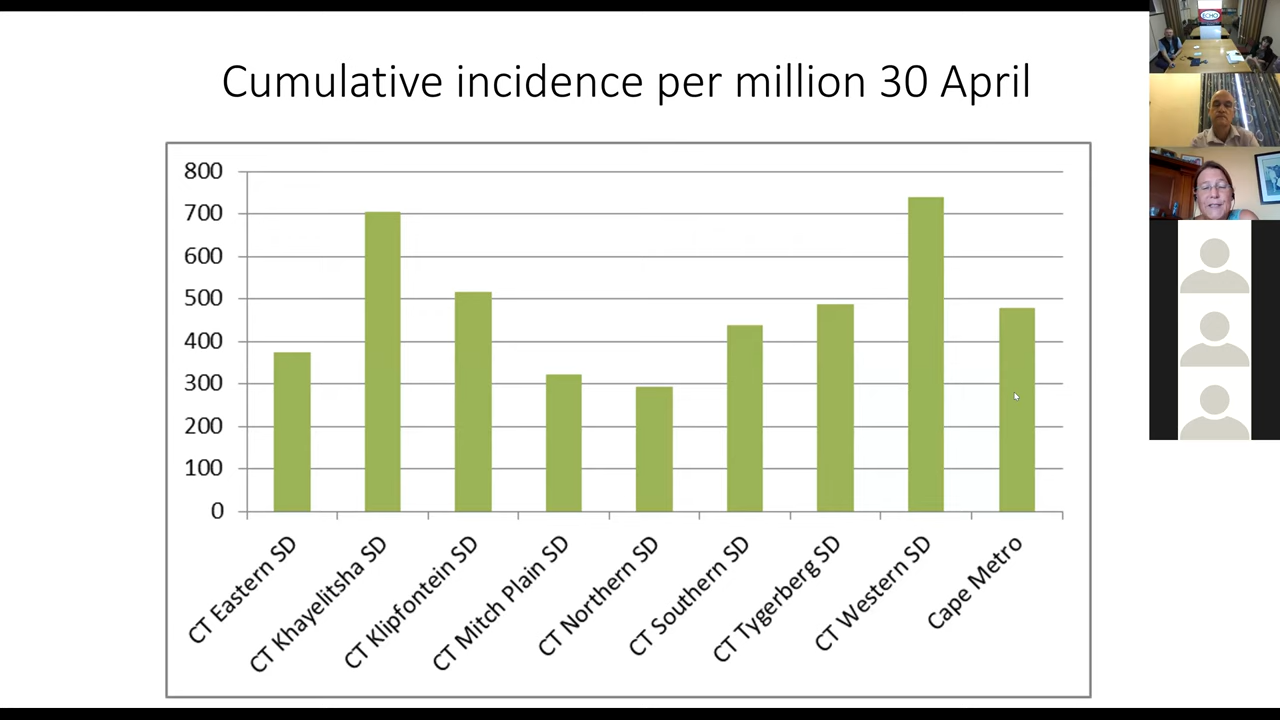 Cumulative incidence per million 30 April
800
700
600
500
400
300
200
100
0
CT Eastern SD
CT Khayelitsha SD
CT Klipfontein SD
CT Mitch Plain SD
CT Northern SD
CT Southern SD
CT Tygerberg SD
CT Western SD
Cape Metro
ECHO